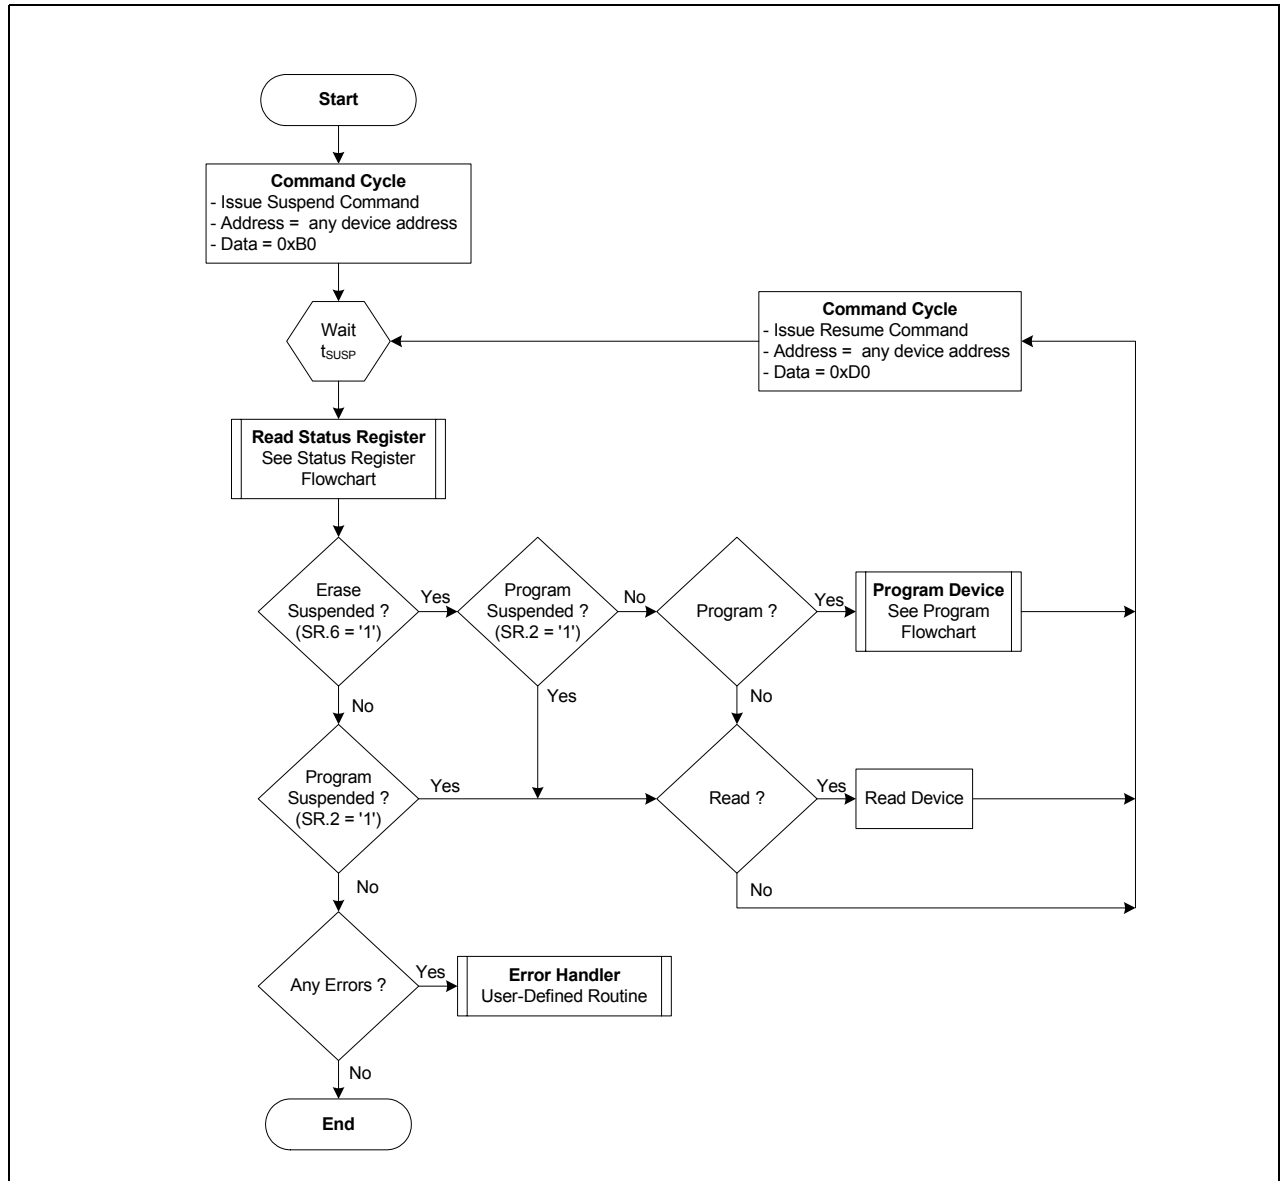 Start
Command Cycle
- Issue Suspend Command
- Address =  any device address
- Data = 0xB0
Wait
tSUSP
Command Cycle
- Issue Resume Command
- Address =  any device address
- Data = 0xD0
Read Status Register
See Status Register
Flowchart
Erase
Suspended ?
(SR.6 = '1')
Yes
No
Program
Suspended ?
(SR.2 = '1')
No
Yes
Program ?
Yes
No
Program Device
See Program
Flowchart
Program
Suspended ?
(SR.2 = '1')
Yes
No
Read ?
Yes
No
Read Device
Any Errors ?
Yes
No
Error Handler
User-Defined Routine
End